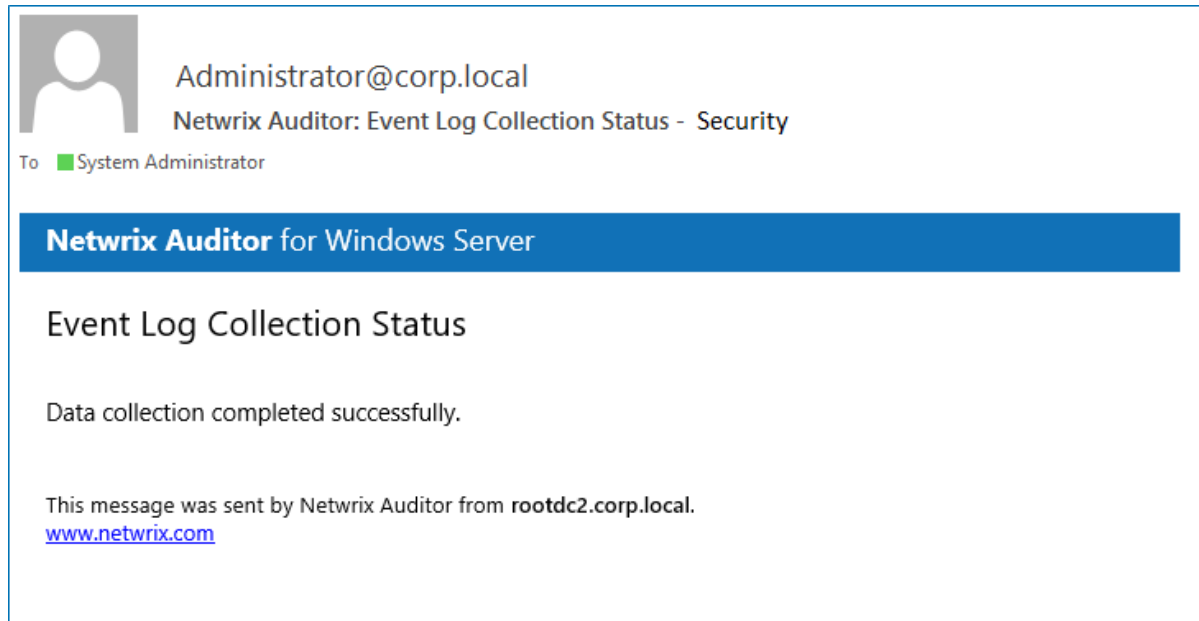 Administrator@corp.local
Netwrix Auditor: Event Log Collection Status - Security
To System Administrator
Netwrix Auditor for Windows Server
Event Log Collection Status
Data collection completed successfully.
This message was sent by Netwrix Auditor from rootdc2.corp.local.
www.netwrix.com